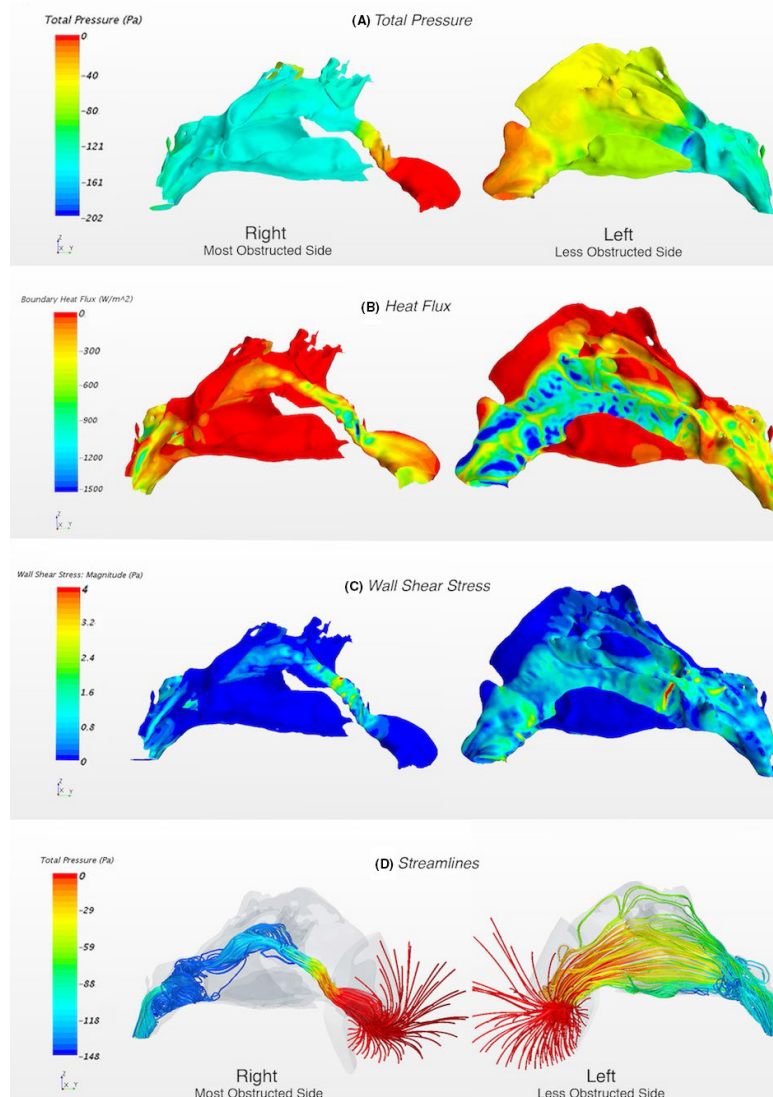 Total Pressure (Pa)
(A) Total Pressure
0
-40
-80
-121
-161
-202
Z
X Y
Right
Most Obstructed Side
Left
Less Obstructed Side
Boundary Heat Flux (W/m^2)
(B) Heat Flux
0
-300
-600
-900
-1200
-1500
Z
X Y
Wall Shear Stress: Magnitude (Pa)
(C) Wall Shear Stress
4
3.2
2.4
1.6
0.8
0
Z
X Y
Total Pressure (Pa)
(D) Streamlines
0
-29
-59
-88
-118
-148
Z
X Y
Right
Most Obstructed Side
Left
Less Obstructed Side